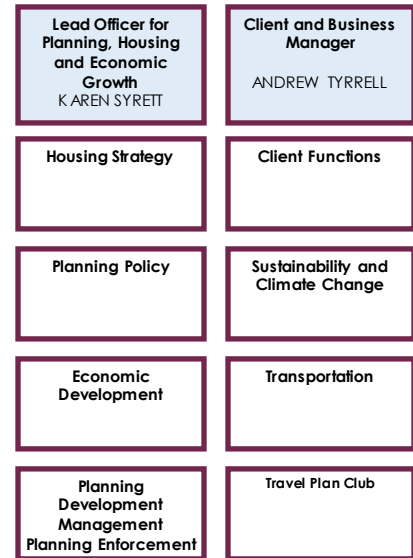 Lead Officer for
Planning, Housing
and Economic
Growth
KAREN SYRETT
Client and Business
Manager
ANDREW TYRRELL
Housing Strategy
Client Functions
Planning Policy
Sustainability and
Climate Change
Economic
Development
Transportation
Planning
Development
Management
Planning Enforcement
Travel Plan Club